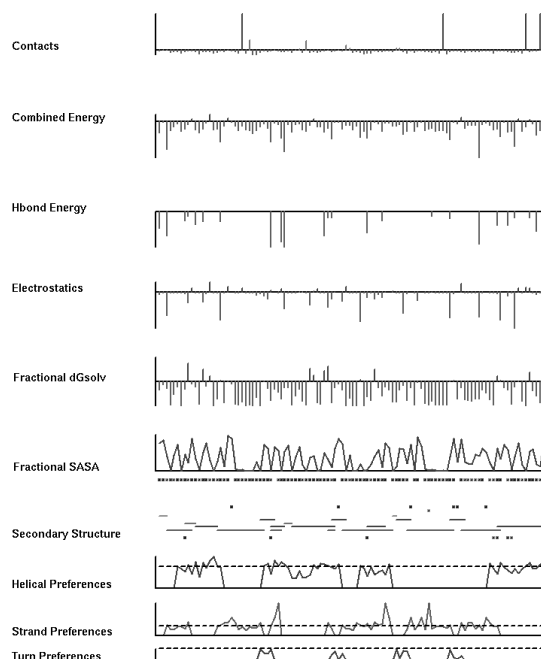 Contacts
Combined Energy
Hbond Energy
Electrostatics
Fractional dGsolv
Fractional SASA
Secondary Structure
Helical Preferences
Strand Preferences
Turn Preferences